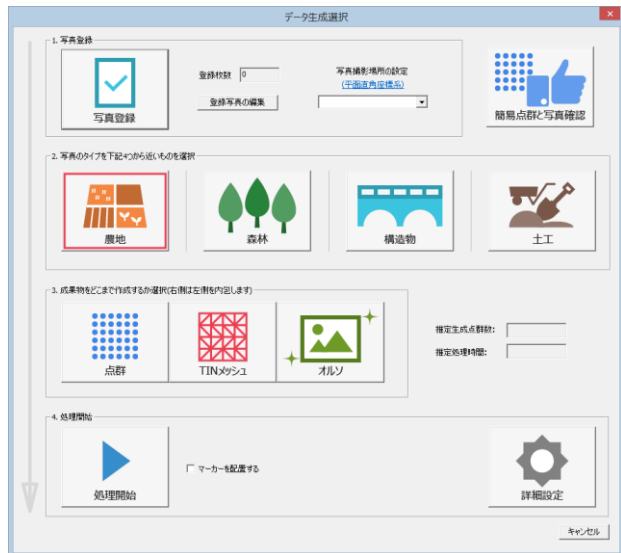 データ生成選択
1. 写真登録
写真登録
登録枚数 0
登録写真の編集
写真撮影場所の設定
(平面直角座標系)
簡易点群と写真確認
2. 写真のタイプを下記4つから近いものを選択
農地
森林
構造物
土工
3. 成果物をどこまで作成するか選択(右側は左側を内包します)
点群
TINメッシュ
オルソ
推定生成点群数:
推定処理時間:
4. 処理開始
処理開始
マーカーを配置する
詳細設定
キャンセル